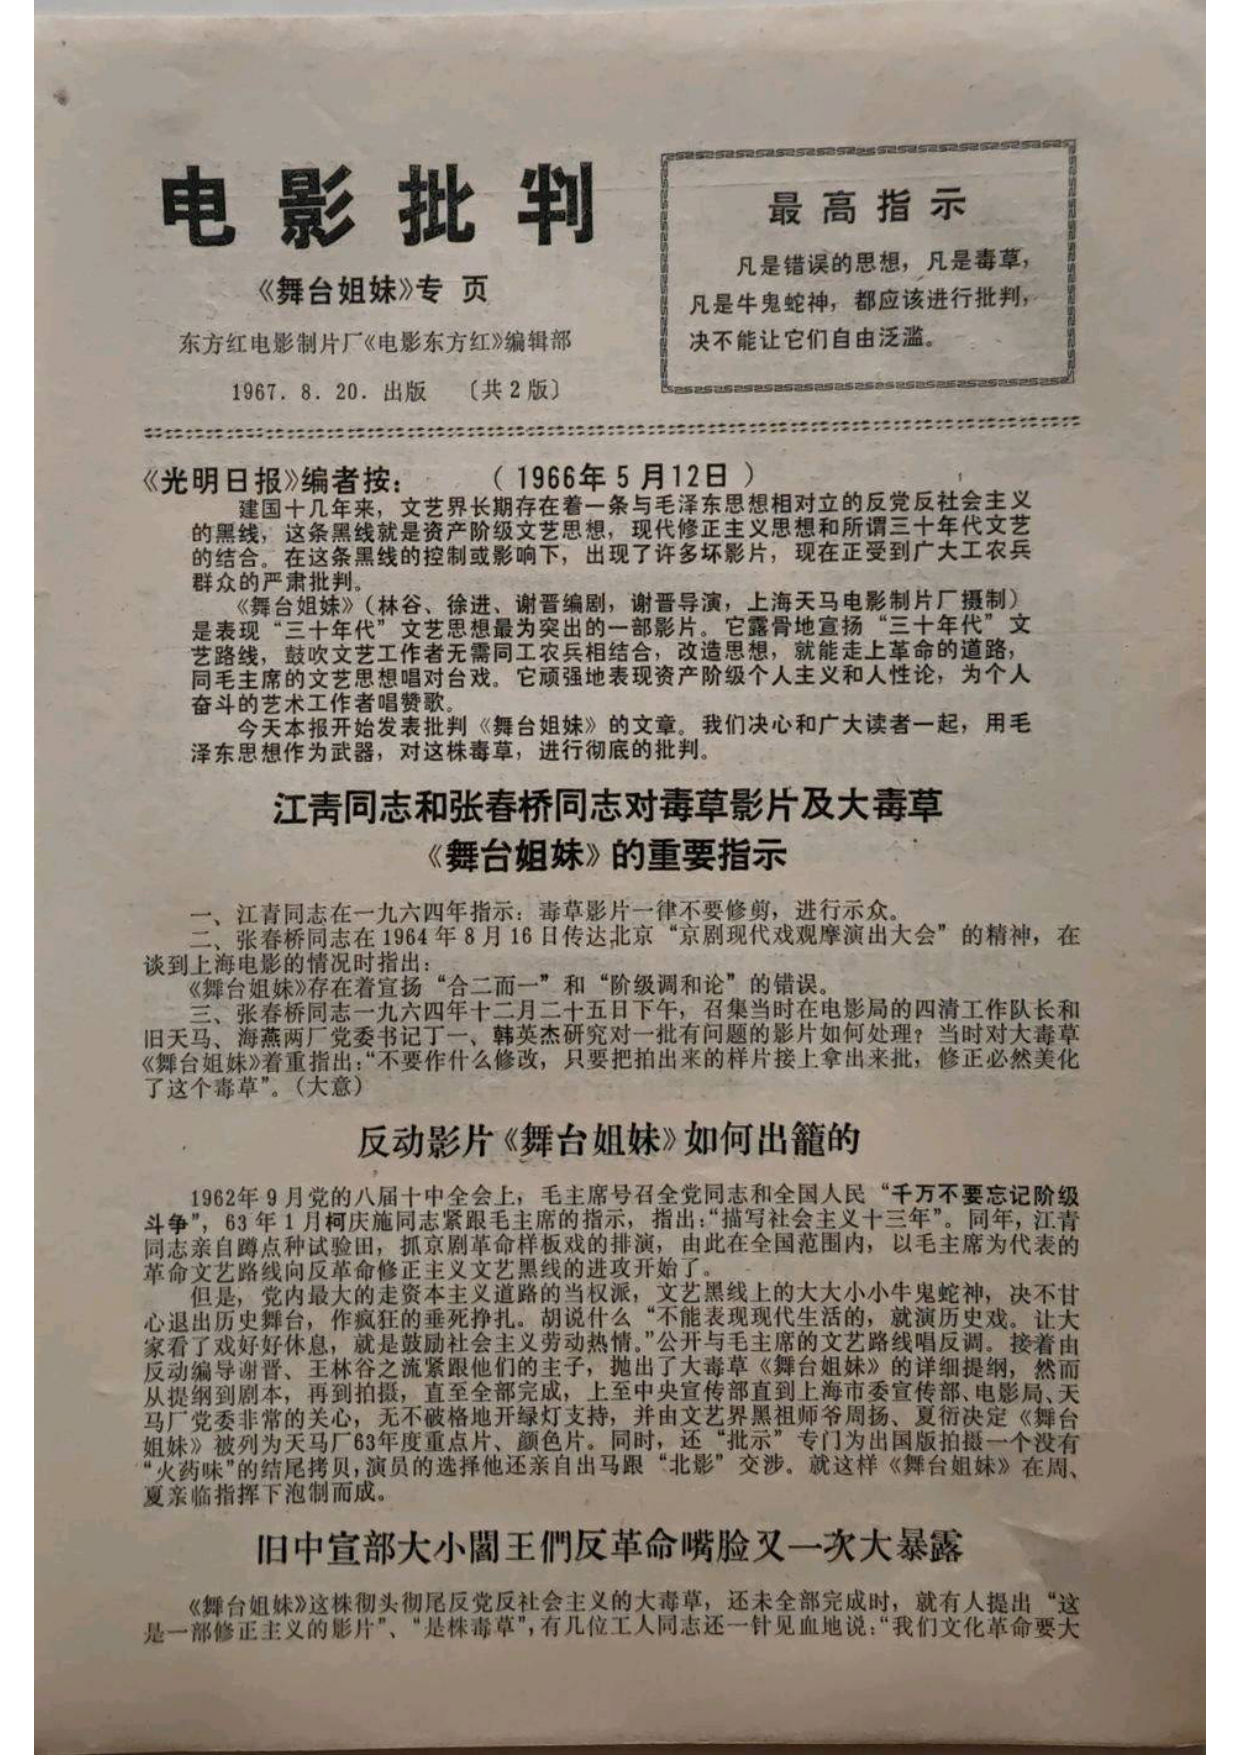 电影批判
《舞台姐妹》专 页
东方红电影制片厂《电影东方红》编辑部
1967. 8. 20. 出版 〔共2版〕
最高指示
凡是错误的思想，凡是毒草，
凡是牛鬼蛇神，都应该进行批判，
决不能让它们自由泛滥。
《光明日报》编者按： （1966年5月12日）
建国十几年来，文艺界长期存在着一条与毛泽东思想相对立的反党反社会主义
的黑线，这条黑线就是资产阶级文艺思想，现代修正主义思想和所谓三十年代文艺
的结合。在这条黑线的控制或影响下，出现了许多坏影片，现在正受到广大工农兵
群众的严肃批判。
《舞台姐妹》（林谷、徐进、谢晋编剧，谢晋导演，上海天马电影制片厂摄制）
是表现“三十年代”文艺思想最为突出的一部影片。它露骨地宣扬“三十年代”文
艺路线，鼓吹文艺工作者无需同工农兵相结合，改造思想，就能走上革命的道路，
同毛主席的文艺思想唱对台戏。它顽强地表现资产阶级个人主义和人性论，为个人
奋斗的艺术工作者唱赞歌。
今天本报开始发表批判《舞台姐妹》的文章。我们决心和广大读者一起，用毛
泽东思想作为武器，对这株毒草，进行彻底的批判。
江青同志和张春桥同志对毒草影片及大毒草
《舞台姐妹》的重要指示
一、江青同志在一九六四年指示：毒草影片一律不要修剪，进行示众。
二、张春桥同志在1964年8月16日传达北京“京剧现代戏观摩演出大会”的精神，在
谈到上海电影的情况时指出：
《舞台姐妹》存在着宣扬“合二而一”和“阶级调和论”的错误。
三、张春桥同志一九六四年十二月二十五日下午，召集当时在电影局的四清工作队长和
旧天马、海燕两厂党委书记丁一、韩英杰研究对一批有问题的影片如何处理？当时对大毒草
《舞台姐妹》着重指出：“不要作什么修改，只要把拍出来的样片接上拿出来批，修正必然美化
了这个毒草”。（大意）
反动影片《舞台姐妹》如何出籠的
1962年9月党的八届十中全会上，毛主席号召全党同志和全国人民“千万不要忘记阶级
斗争”，63年1月柯庆施同志紧跟毛主席的指示，指出：“描写社会主义十三年”。同年，江青
同志亲自蹲点种试验田，抓京剧革命样板戏的排演，由此在全国范围内，以毛主席为代表的
革命文艺路线向反革命修正主义文艺黑线的进攻开始了。
但是，党内最大的走资本主义道路的当权派，文艺黑线上的大大小小牛鬼蛇神，决不甘
心退出历史舞台，作疯狂的垂死挣扎。胡说什么“不能表现现代生活的，就演历史戏。让大
家看了戏好好休息，就是鼓励社会主义劳动热情。”公开与毛主席的文艺路线唱反调。接着由
反动编导谢晋、王林谷之流紧跟他们的主子，抛出了大毒草《舞台姐妹》的详细提纲，然而
从提纲到剧本，再到拍摄，直至全部完成，上至中央宣传部直到上海市委宣传部、电影局、天
马厂党委非常的关心，无不破格地开绿灯支持，并由文艺界黑祖师爷周扬、夏衍决定《舞台
姐妹》被列为天马厂63年度重点片、颜色片。同时，还“批示”专门为出国版拍摄一个没有
“火药味”的结尾拷贝，演员的选择他还亲自出马跟“北影”交涉。就这样《舞台姐妹》在周、
夏亲临指挥下泡制而成。
旧中宣部大小閻王們反革命嘴脸又一次大暴露
《舞台姐妹》这株彻头彻尾反党反社会主义的大毒草，还未全部完成时，就有人提出“这
是一部修正主义的影片”、“是株毒草”，有几位工人同志还一针见血地说：“我们文化革命要大